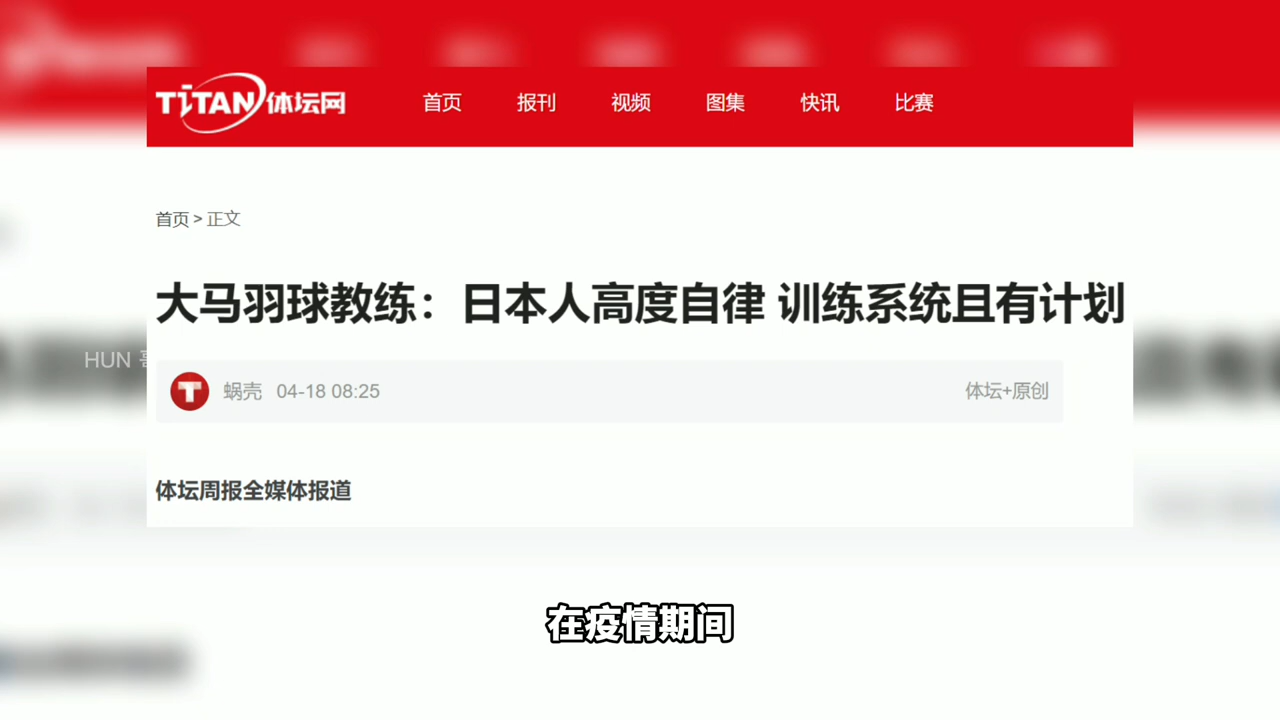 TiTAN体坛网 首页 报刊 视频 图集 快讯 比赛
首页 > 正文
大马羽球教练：日本人高度自律 训练系统且有计划
HUN
T 蜗壳 04-18 08:25 体坛+原创
体坛周报全媒体报道
在疫情期间